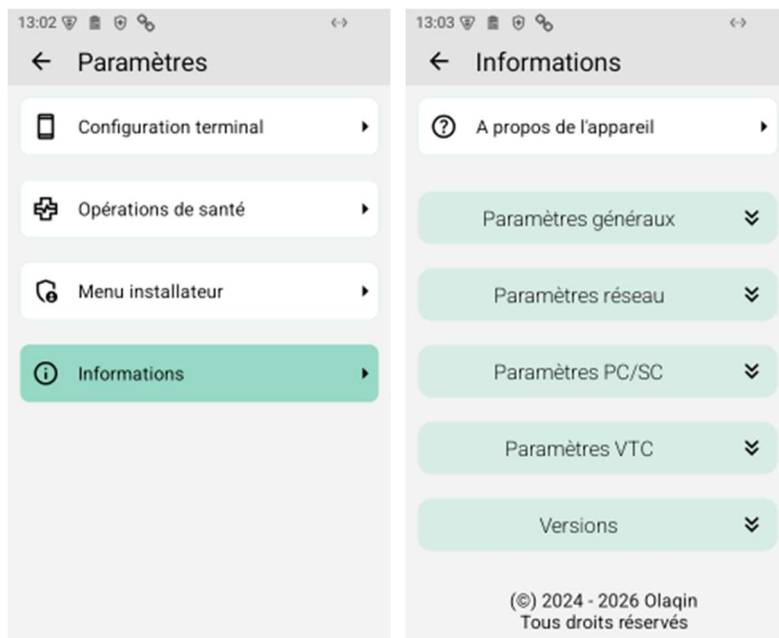 13:02
Paramètres
Configuration terminal
Opérations de santé
Menu installateur
Informations
13:03
Informations
A propos de l'appareil
Paramètres généraux
Paramètres réseau
Paramètres PC/SC
Paramètres VTC
Versions
(©) 2024 - 2026 Olaqin
Tous droits réservés